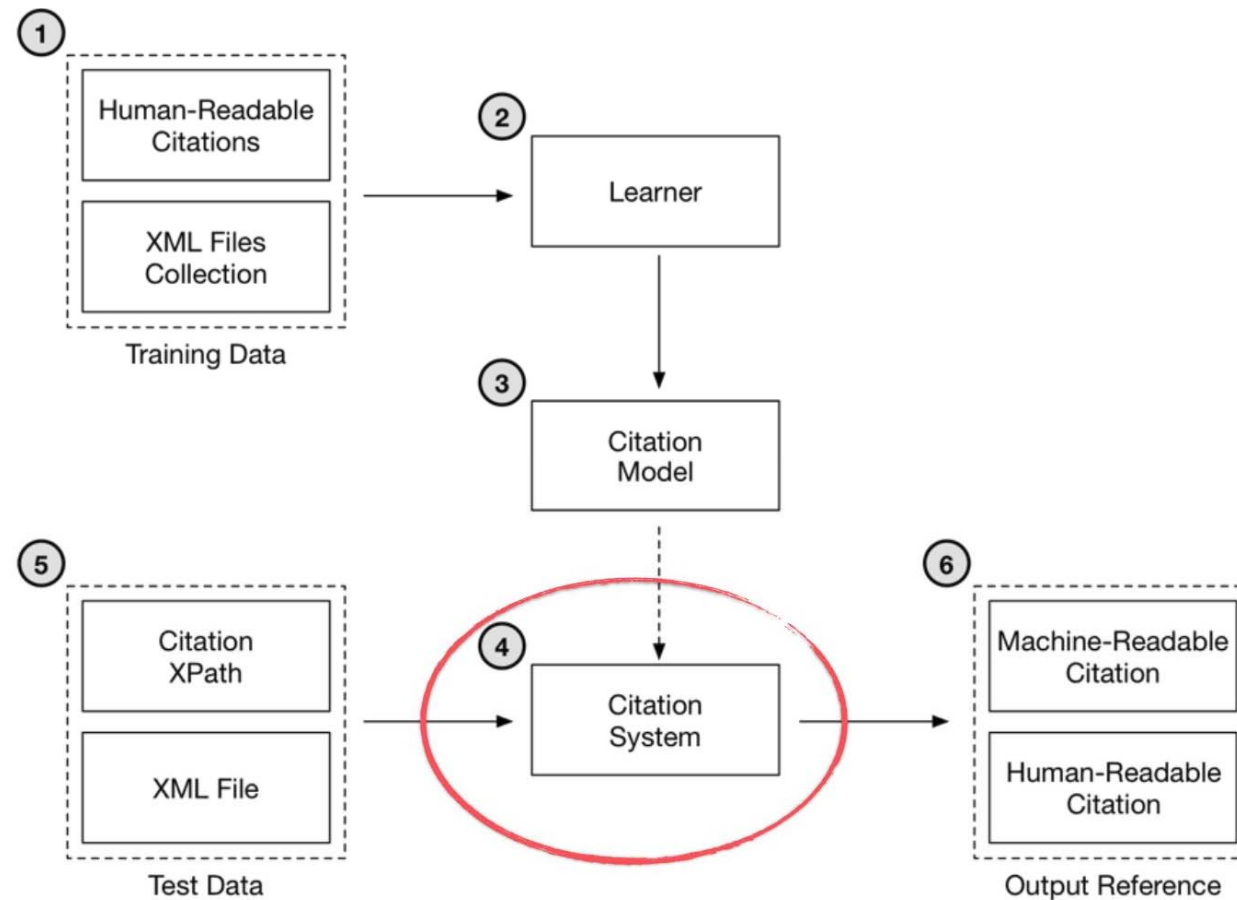 1
Human-Readable
Citations
XML Files
Collection
Training Data
2
Learner
3
Citation
Model
4
Citation
System
5
Citation
XPath
XML File
Test Data
6
Machine-Readable
Citation
Human-Readable
Citation
Output Reference